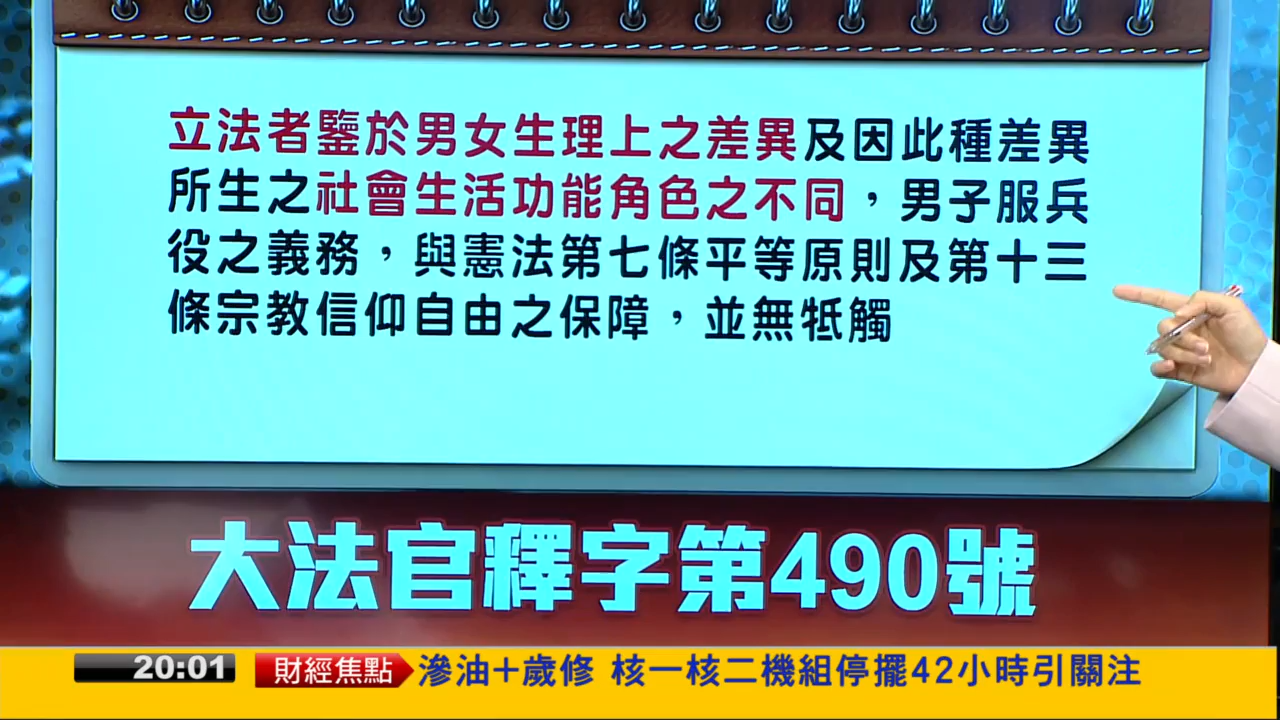 立法者鑒於男女生理上之差異及因此種差異
所生之社會生活功能角色之不同，男子服兵
役之義務，與憲法第七條平等原則及第十三
條宗教信仰自由之保障，並無牴觸
大法官釋字第490號
20:01 財經焦點 滲油+歲修 核一核二機組停擺42小時引關注